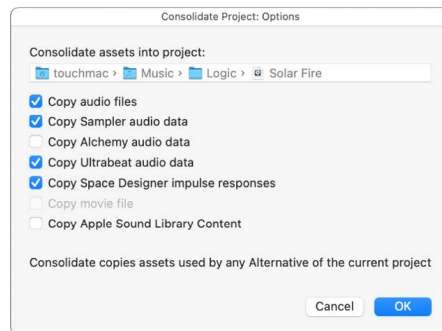 Consolidate Project: Options
Consolidate assets into project:
touchmac › Music › Logic › Solar Fire
Copy audio files
Copy Sampler audio data
Copy Alchemy audio data
Copy Ultrabeat audio data
Copy Space Designer impulse responses
Copy movie file
Copy Apple Sound Library Content
Consolidate copies assets used by any Alternative of the current project
Cancel OK